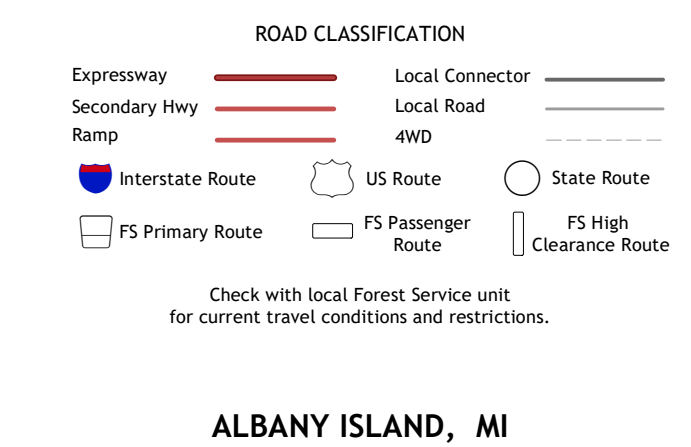 ROAD CLASSIFICATION
Expressway
Local Connector
Secondary Hwy
Local Road
Ramp
4WD
Interstate Route
US Route
State Route
FS Primary Route
FS Passenger
Route
FS High
Clearance Route
Check with local Forest Service unit
for current travel conditions and restrictions.
ALBANY ISLAND, MI